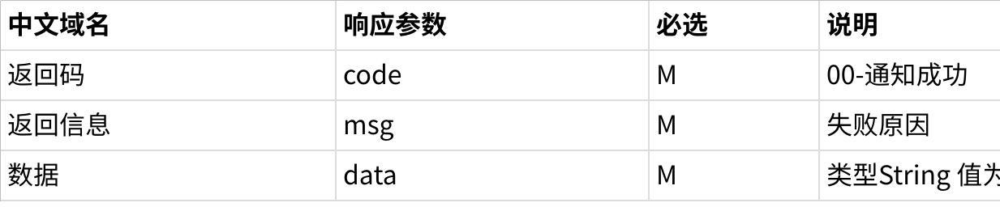 中文域名 响应参数 必选 说明
返回码 code M 00-通知成功
返回信息 msg M 失败原因
数据 data M 类型String 值为